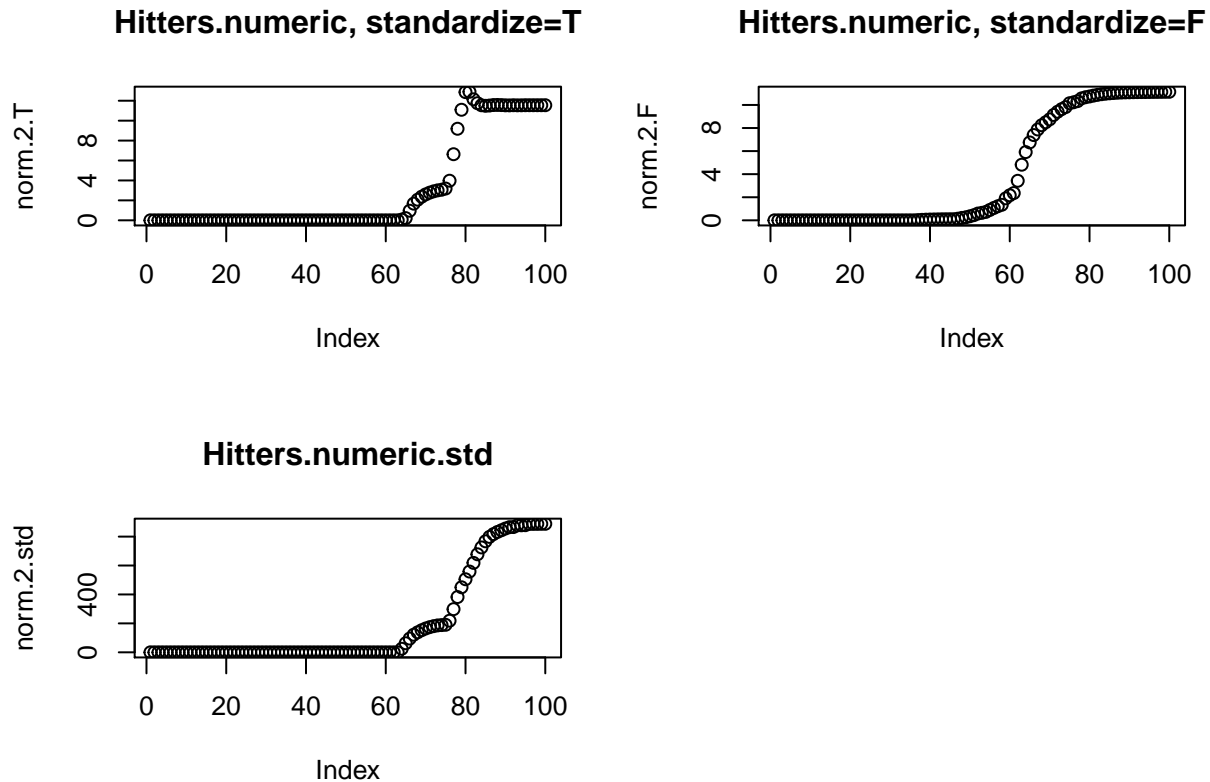 Hitters.numeric, standardize=T
norm.2.T
0 4 8
0 20 40 60 80 100
Index
Hitters.numeric, standardize=F
norm.2.F
0 4 8
0 20 40 60 80 100
Index
Hitters.numeric.std
norm.2.std
0 400
0 20 40 60 80 100
Index